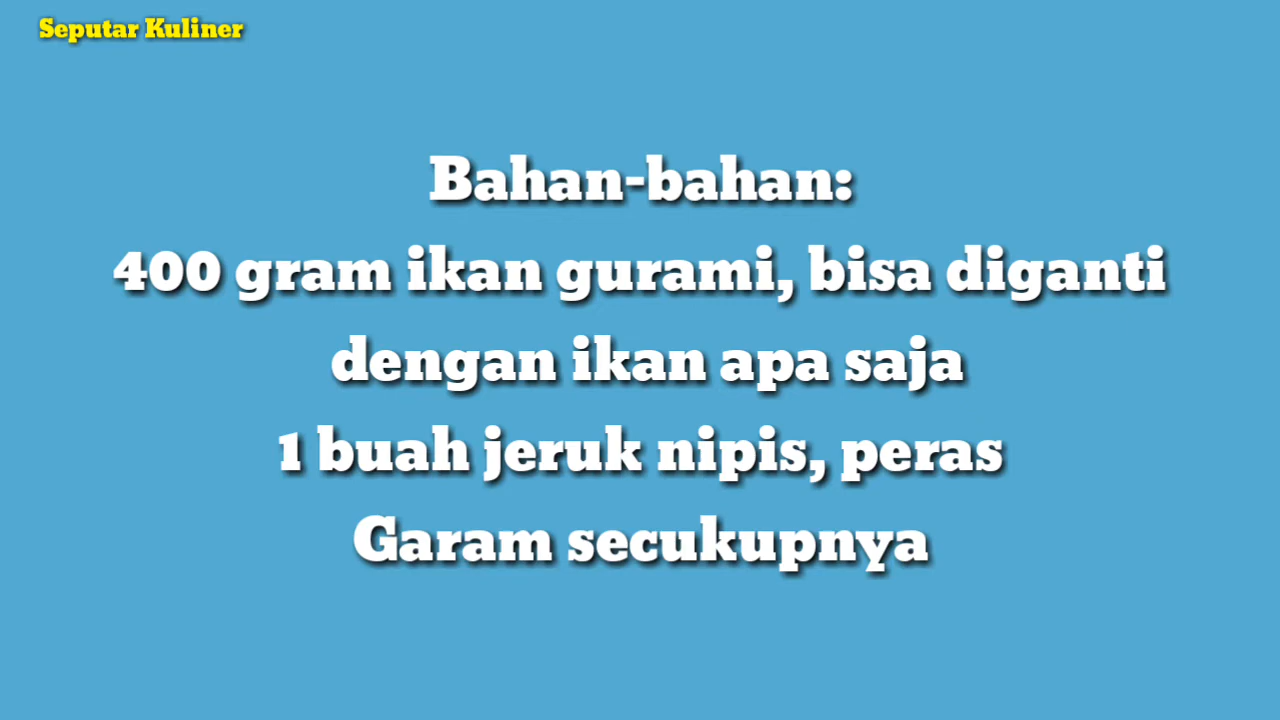 Seputar Kuliner
Bahan-bahan:
400 gram ikan gurami, bisa diganti
dengan ikan apa saja
1 buah jeruk nipis, peras
Garam secukupnya